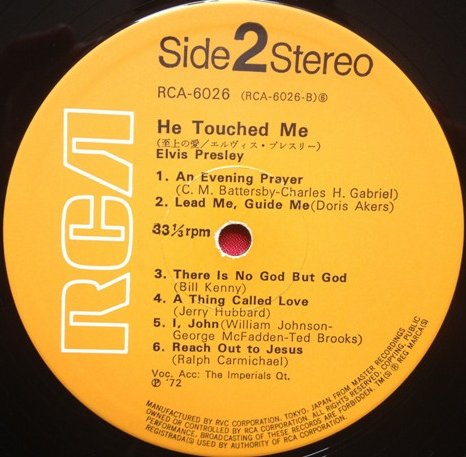 Side 2 Stereo
RCA-6026 (RCA-6026-B)Ⓑ
He Touched Me
(至上の愛/エルヴィス・プレスリー)
Elvis Presley
1. An Evening Prayer
(C. M. Battersby-Charles H. Gabriel)
2. Lead Me, Guide Me(Doris Akers)
33⅓rpm
3. There Is No God But God
(Bill Kenny)
4. A Thing Called Love
(Jerry Hubbard)
5. I, John(William Johnson-
George McFadden-Ted Brooks)
6. Reach Out to Jesus
(Ralph Carmichael)
Voc. Acc: The Imperials Qt.
℗ '72
RCA
MANUFACTURED BY RVC CORPORATION, TOKYO, JAPAN FROM MASTER RECORDINGS
OWNED OR CONTROLLED BY RCA CORPORATION. ALL RIGHTS RESERVED, COPYING, PUBLIC
PERFORMANCE, BROADCASTING OF THESE RECORDS ARE FORBIDDEN. TM(S) ® REG MARCA(S)
REGISTRADA(S) USED BY AUTHORITY OF RCA CORPORATION.